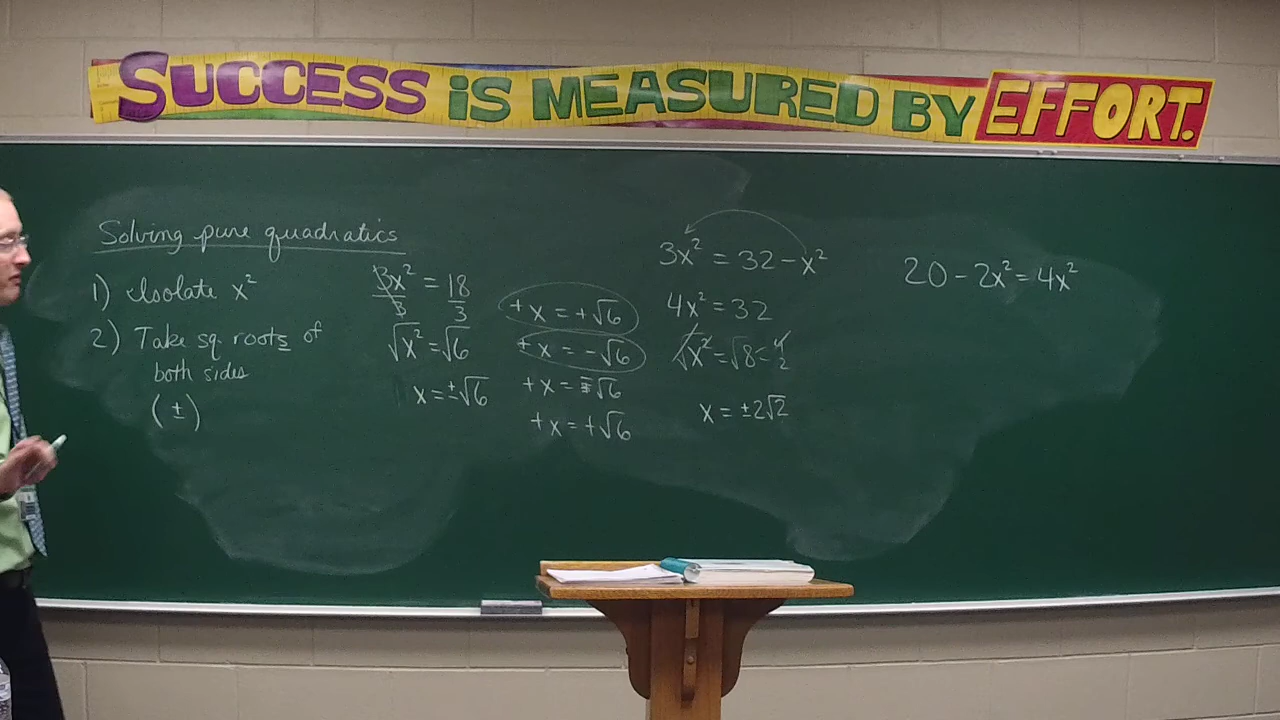 SUCCESS IS MEASURED BY EFFORT.
Solving pure quadratics
1) Isolate x²
2) Take sq. roots of
both sides
(±)
3x² = 18
3 3
√x² = √6
x = ±√6
+x = +√6
+x = -√6
+x = √6
+x = +√6
3x² = 32 - x²
4x² = 32
√x² = √8 = 4 2
x = ±2√2
20 - 2x² = 4x²